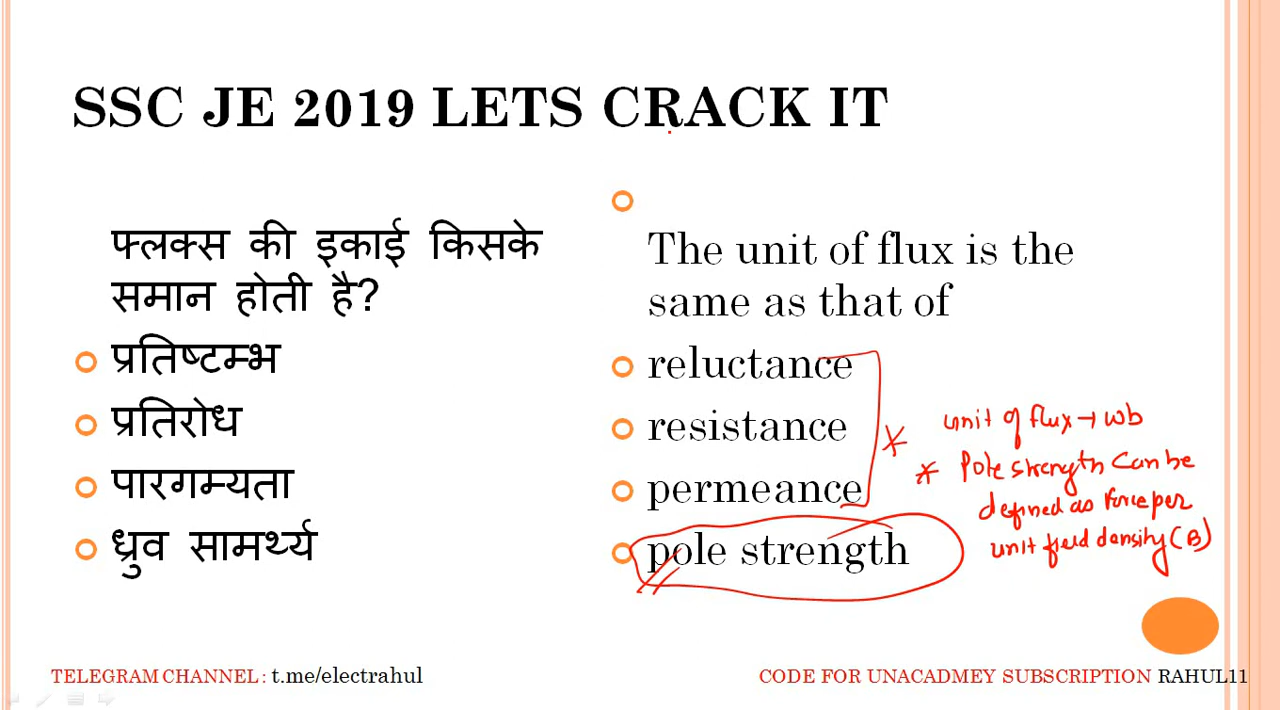 SSC JE 2019 LETS CRACK IT
फ्लक्स की इकाई किसके
समान होती है?
प्रतिष्टम्भ
प्रतिरोध
पारगम्यता
ध्रुव सामर्थ्य
The unit of flux is the
same as that of
reluctance
resistance
permeance
pole strength
unit of flux → wb
* Pole strength can be
defined as Force per
unit field density (B)
TELEGRAM CHANNEL: t.me/electrahul
CODE FOR UNACADMEY SUBSCRIPTION RAHUL11